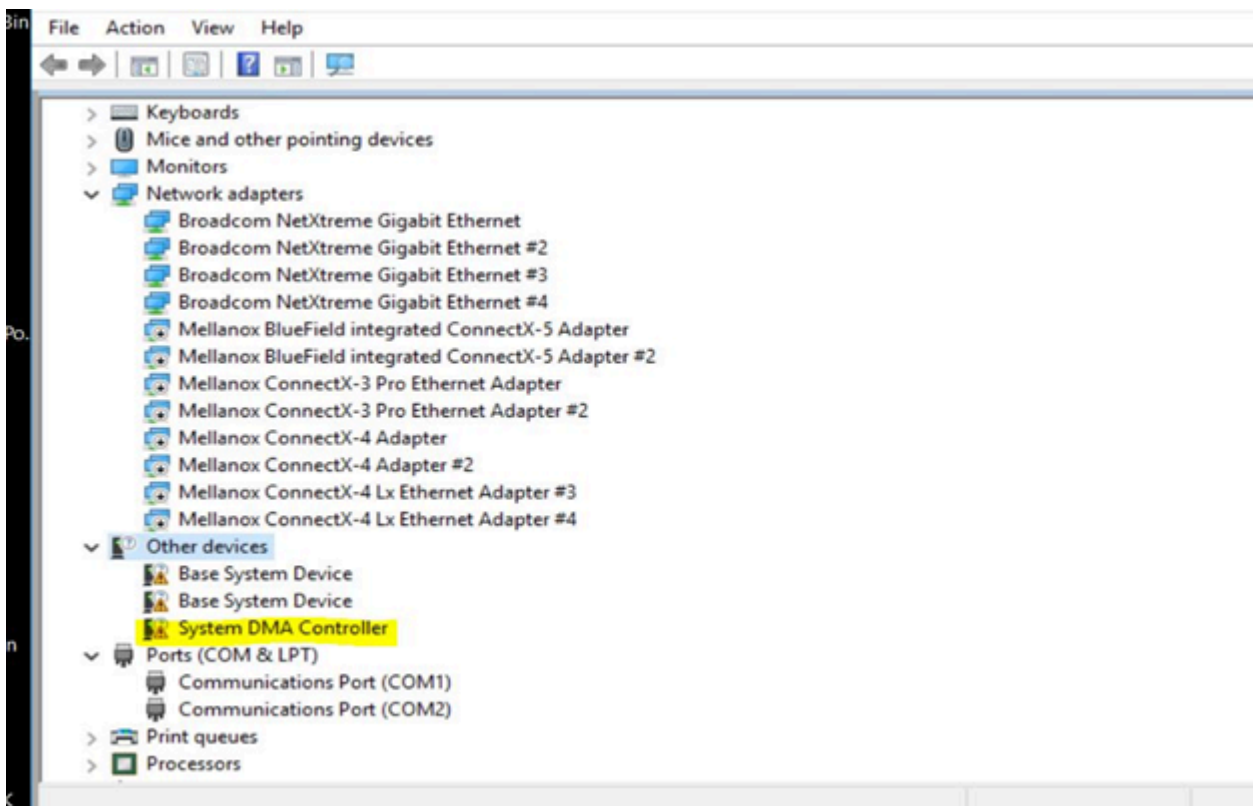 File Action View Help
Keyboards
Mice and other pointing devices
Monitors
Network adapters
Broadcom NetXtreme Gigabit Ethernet
Broadcom NetXtreme Gigabit Ethernet #2
Broadcom NetXtreme Gigabit Ethernet #3
Broadcom NetXtreme Gigabit Ethernet #4
Mellanox BlueField integrated ConnectX-5 Adapter
Mellanox BlueField integrated ConnectX-5 Adapter #2
Mellanox ConnectX-3 Pro Ethernet Adapter
Mellanox ConnectX-3 Pro Ethernet Adapter #2
Mellanox ConnectX-4 Adapter
Mellanox ConnectX-4 Adapter #2
Mellanox ConnectX-4 Lx Ethernet Adapter #3
Mellanox ConnectX-4 Lx Ethernet Adapter #4
Other devices
Base System Device
Base System Device
System DMA Controller
Ports (COM & LPT)
Communications Port (COM1)
Communications Port (COM2)
Print queues
Processors